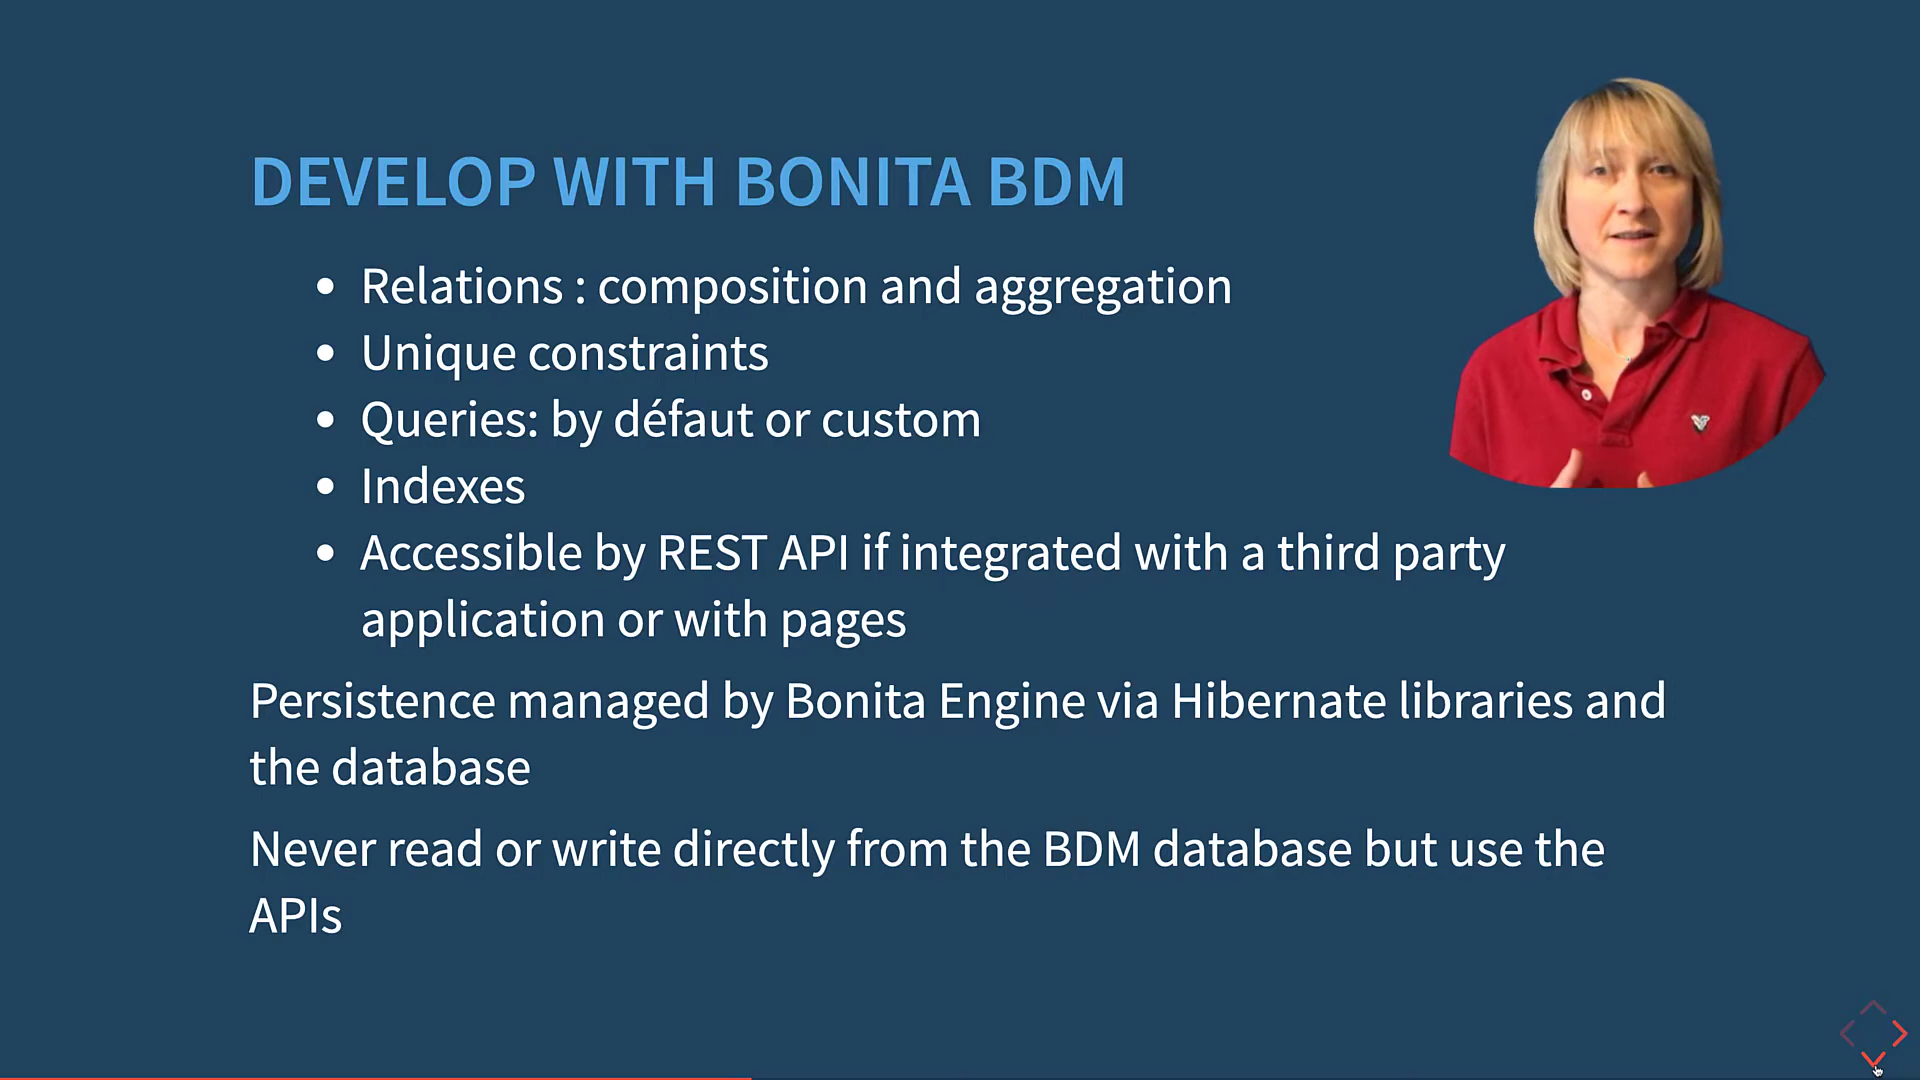 DEVELOP WITH BONITA BDM
Relations : composition and aggregation
Unique constraints
Queries: by défaut or custom
Indexes
Accessible by REST API if integrated with a third party
application or with pages
Persistence managed by Bonita Engine via Hibernate libraries and
the database
Never read or write directly from the BDM database but use the
APIs